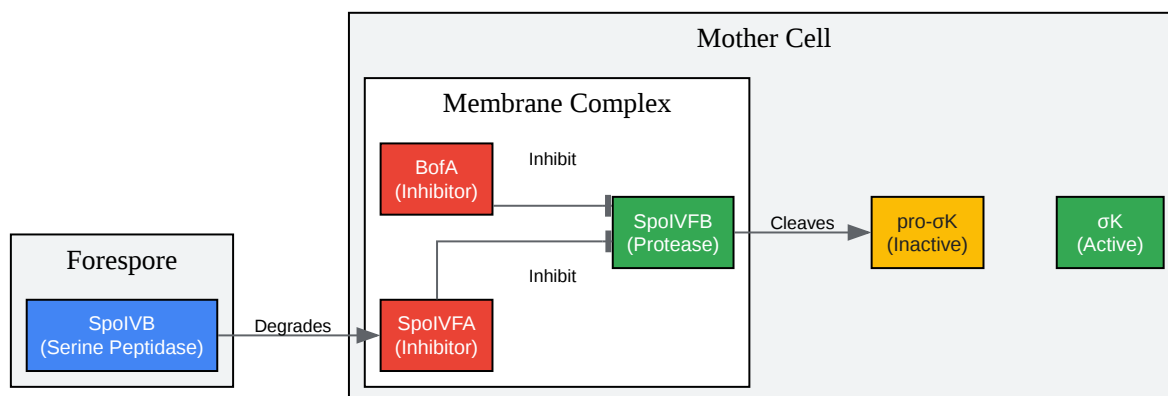 Mother Cell
Membrane Complex
BofA
(Inhibitor)
Inhibit
SpoIVFB
(Protease)
Cleaves
pro-σK
(Inactive)
σK
(Active)
Forespore
Inhibit
SpoIVB
(Serine Peptidase)
Degrades
SpoIVFA
(Inhibitor)